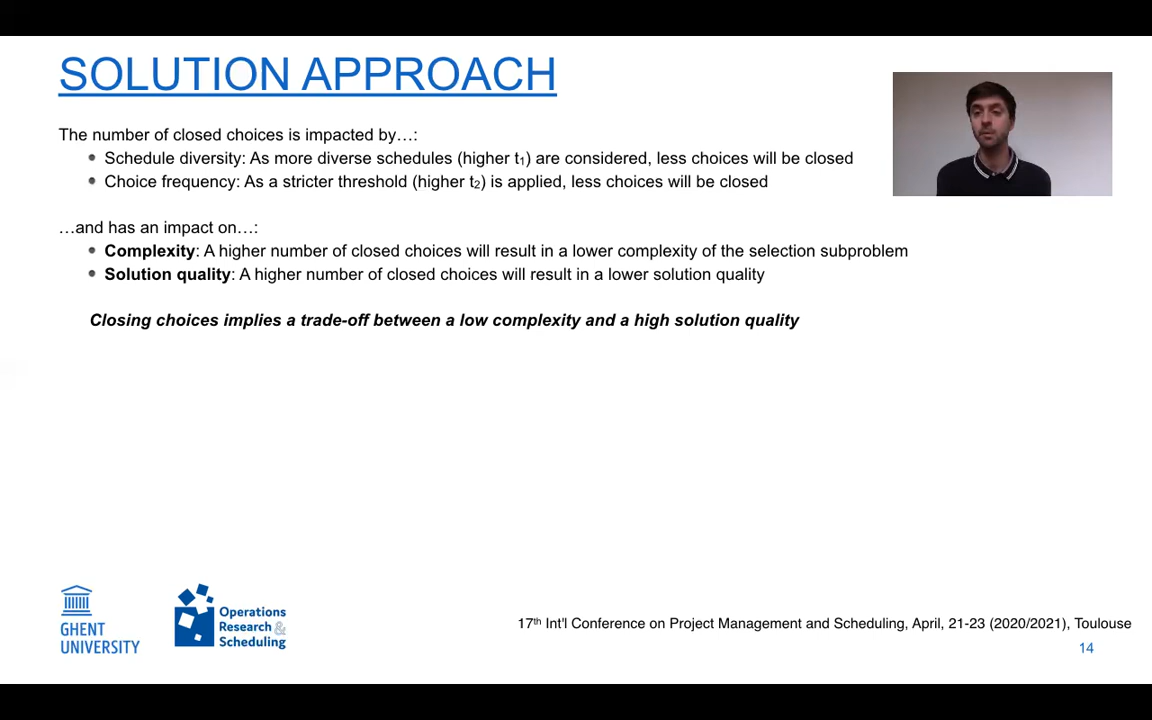 SOLUTION APPROACH
The number of closed choices is impacted by…:
Schedule diversity: As more diverse schedules (higher t₁) are considered, less choices will be closed
Choice frequency: As a stricter threshold (higher t₂) is applied, less choices will be closed
…and has an impact on…:
Complexity: A higher number of closed choices will result in a lower complexity of the selection subproblem
Solution quality: A higher number of closed choices will result in a lower solution quality
Closing choices implies a trade-off between a low complexity and a high solution quality
GHENT
UNIVERSITY
Operations
Research &
Scheduling
17th Int'l Conference on Project Management and Scheduling, April, 21-23 (2020/2021), Toulouse
14